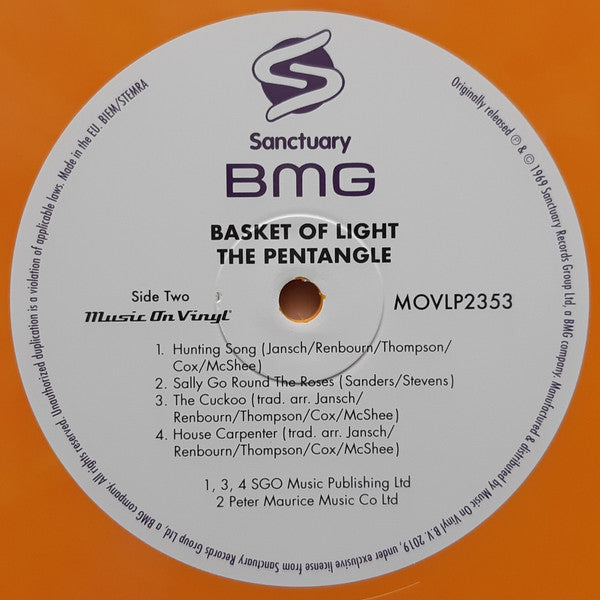 Sanctuary
BMG
BASKET OF LIGHT
THE PENTANGLE
Side Two
Music On Vinyl
MOVLP2353
1. Hunting Song (Jansch/Renbourn/Thompson/
Cox/McShee)
2. Sally Go Round The Roses (Sanders/Stevens)
3. The Cuckoo (trad. arr. Jansch/
Renbourn/Thompson/Cox/McShee)
4. House Carpenter (trad. arr. Jansch/
Renbourn/Thompson/Cox/McShee)
1, 3, 4 SGO Music Publishing Ltd
2 Peter Maurice Music Co Ltd
Originally released ℗ & © 1969 Sanctuary Records Group Ltd, a BMG company. Manufactured & distributed by Music On Vinyl B.V. 2019, under exclusive license from Sanctuary Records Group Ltd, a BMG company. All rights reserved. Unauthorized duplication is a violation of applicable laws. Made in the EU. BIEM/STEMRA